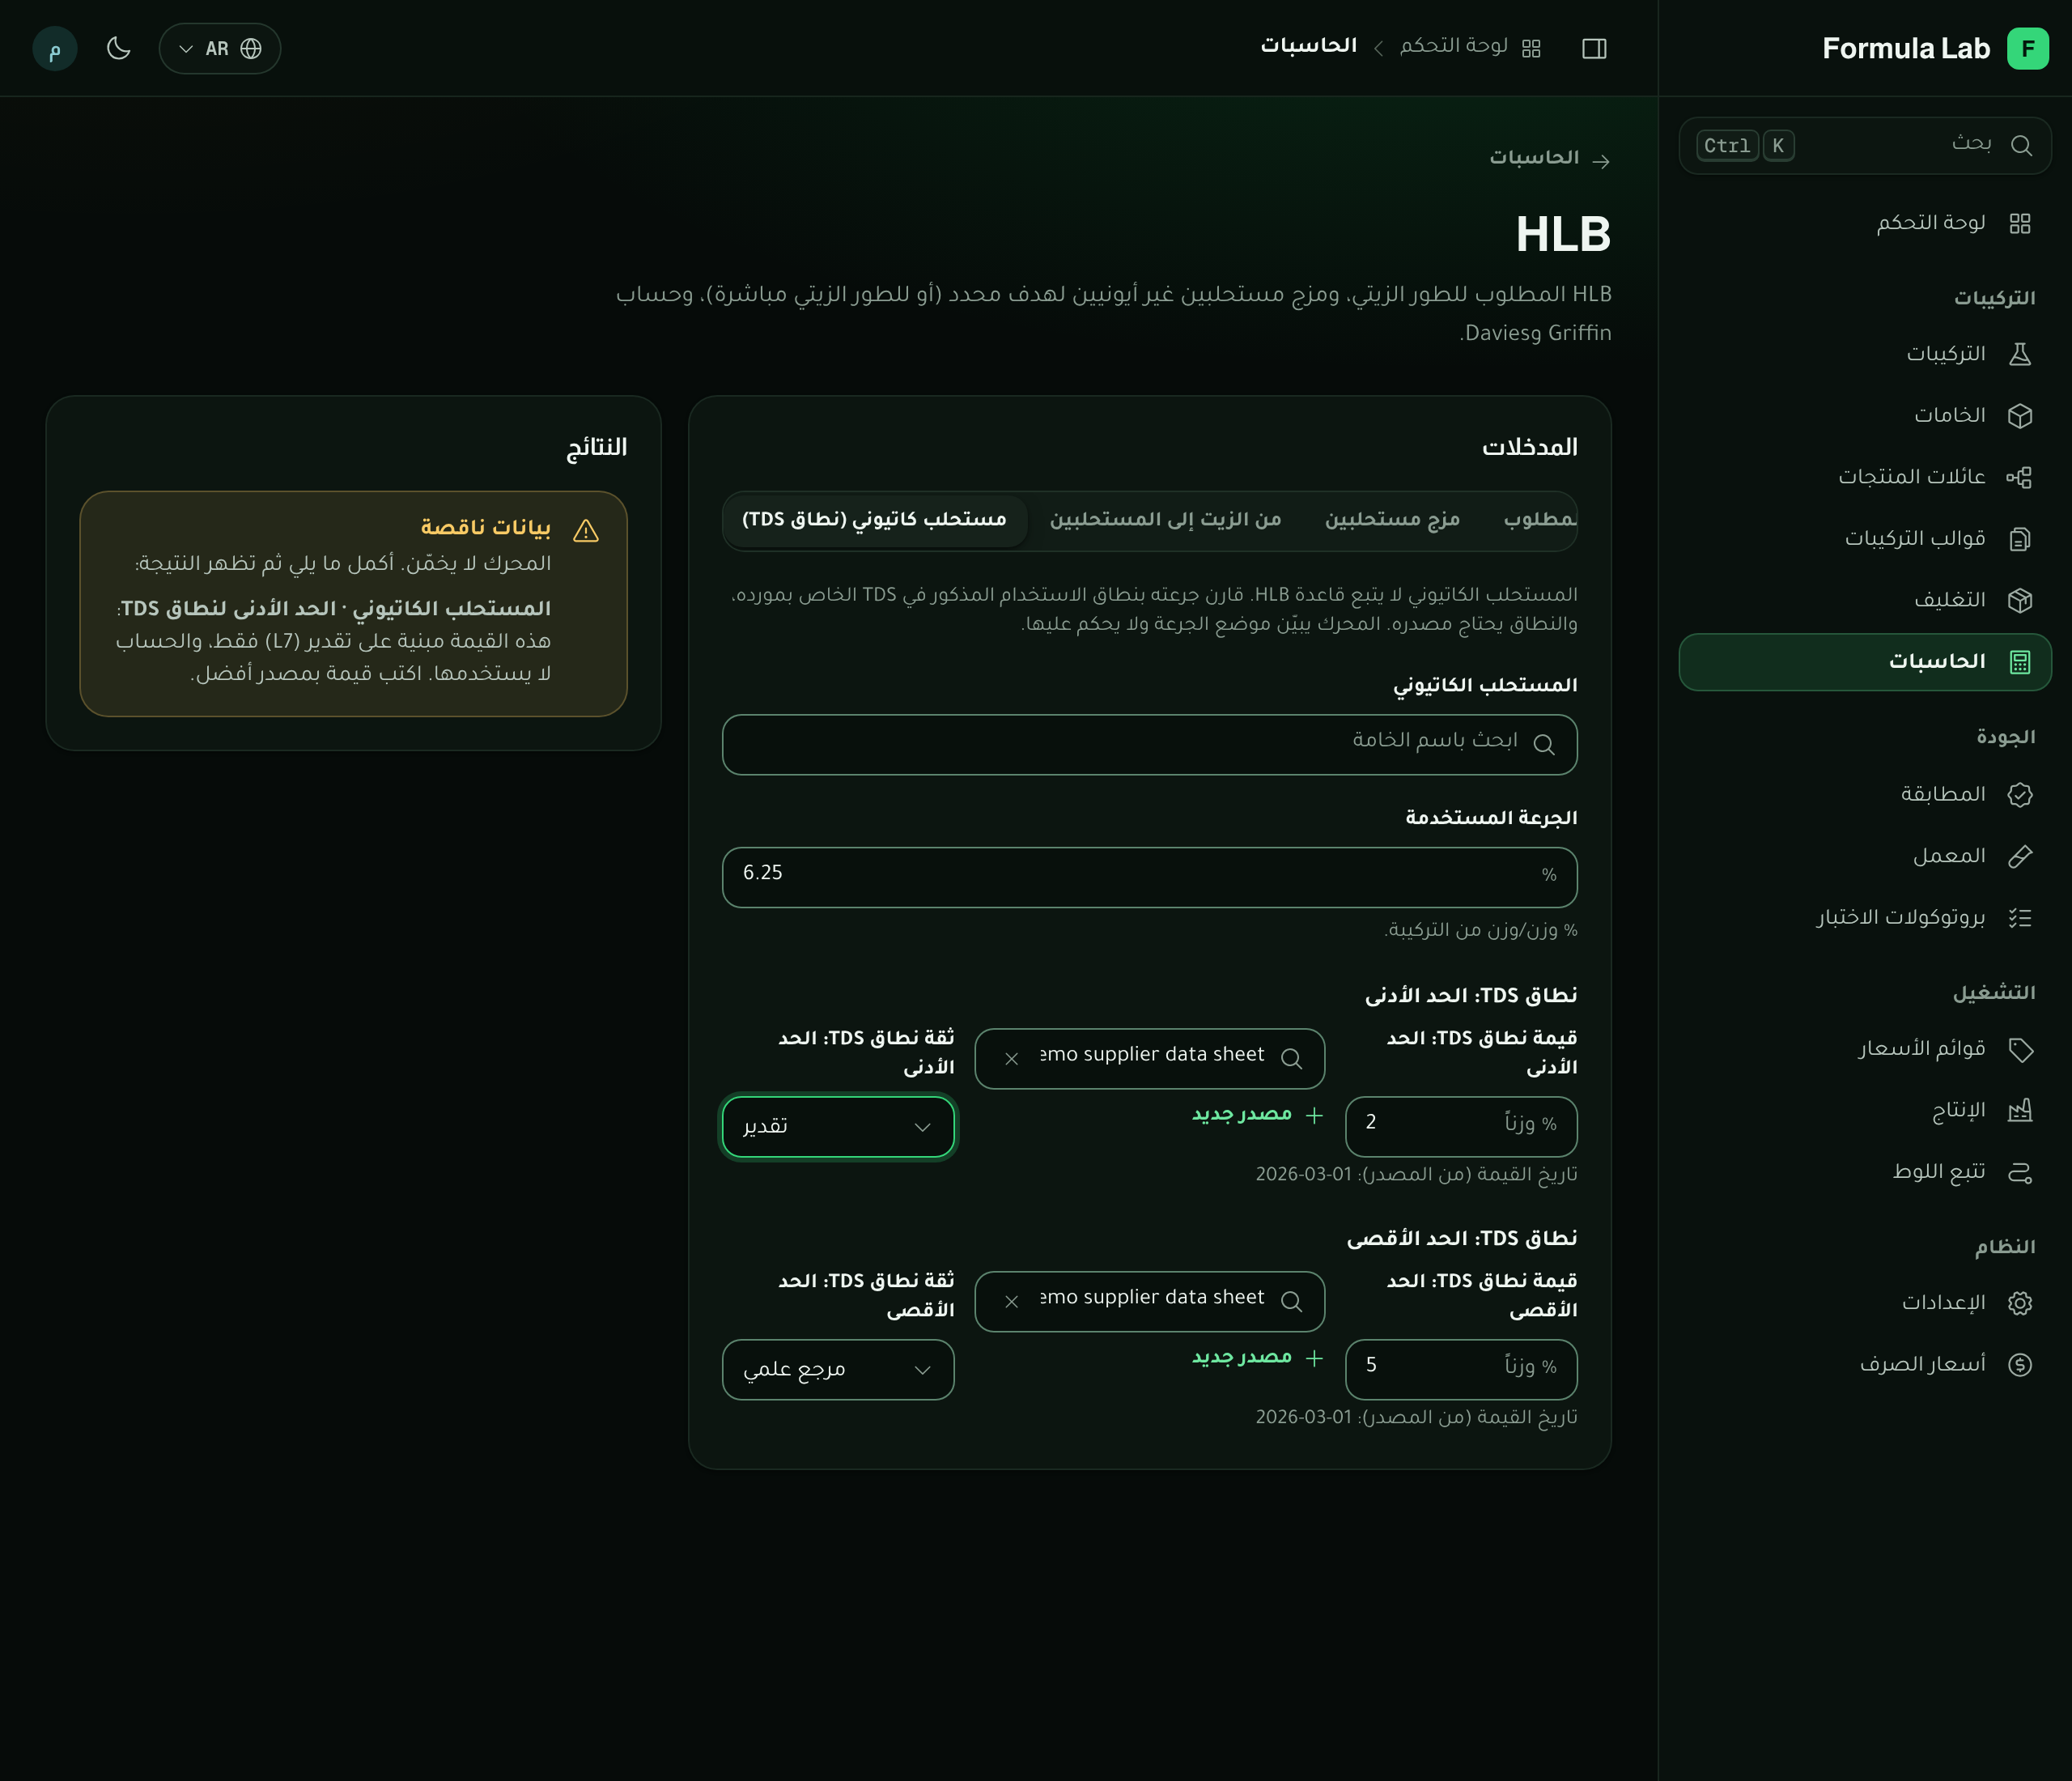 Formula Lab
F
بحث
Ctrl K
لوحة التحكم
التركيبات
التركيبات
الخامات
عائلات المنتجات
قوالب التركيبات
التغليف
الحاسبات
الجودة
المطابقة
المعمل
بروتوكولات الاختبار
التشغيل
قوائم الأسعار
الإنتاج
تتبع اللوط
النظام
الإعدادات
أسعار الصرف
لوحة التحكم
الحاسبات
AR
م
الحاسبات
HLB
HLB المطلوب للطور الزيتي، ومزج مستحلبين غير أيونيين لهدف محدد (أو للطور الزيتي مباشرة)، وحساب
Griffin وDavies.
المدخلات
مزج مستحلبين
من الزيت إلى المستحلبين
مستحلب كاتيوني (نطاق TDS)
المستحلب الكاتيوني لا يتبع قاعدة HLB. قارن جرعته بنطاق الاستخدام المذكور في TDS الخاص بمورده،
والنطاق يحتاج مصدره. المحرك يبيّن موضع الجرعة ولا يحكم عليها.
المستحلب الكاتيوني
ابحث باسم الخامة
الجرعة المستخدمة
% 6.25
% وزن/وزن من التركيبة.
نطاق TDS: الحد الأدنى
قيمة نطاق TDS: الحد
الأدنى
% وزناً 2
emo supplier data sheet
مصدر جديد
ثقة نطاق TDS: الحد
الأدنى
تقدير
تاريخ القيمة (من المصدر): 2026-03-01
نطاق TDS: الحد الأقصى
قيمة نطاق TDS: الحد
الأقصى
% وزناً 5
emo supplier data sheet
مصدر جديد
ثقة نطاق TDS: الحد
الأقصى
مرجع علمي
تاريخ القيمة (من المصدر): 2026-03-01
النتائج
بيانات ناقصة
المحرك لا يخمّن. أكمل ما يلي ثم تظهر النتيجة:
المستحلب الكاتيوني · الحد الأدنى لنطاق TDS:
هذه القيمة مبنية على تقدير (L7) فقط، والحساب
لا يستخدمها. اكتب قيمة بمصدر أفضل.